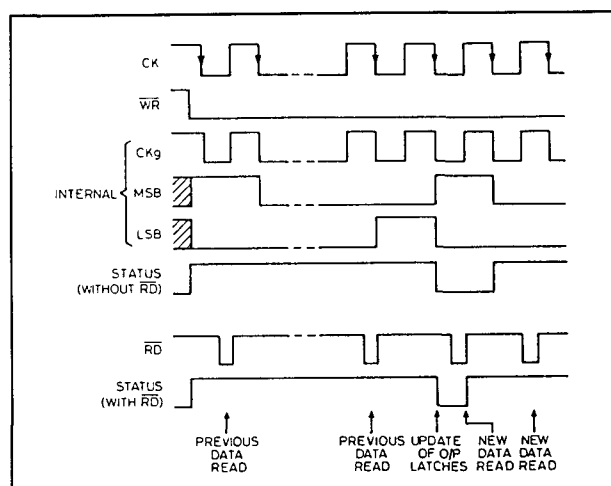 CK
WR
CKg
INTERNAL
MSB
LSB
STATUS
(WITHOUT RD)
RD
STATUS
(WITH RD)
PREVIOUS
DATA
READ
PREVIOUS
DATA
READ
UPDATE
OF O/P
LATCHES
NEW
DATA
READ
NEW
DATA
READ